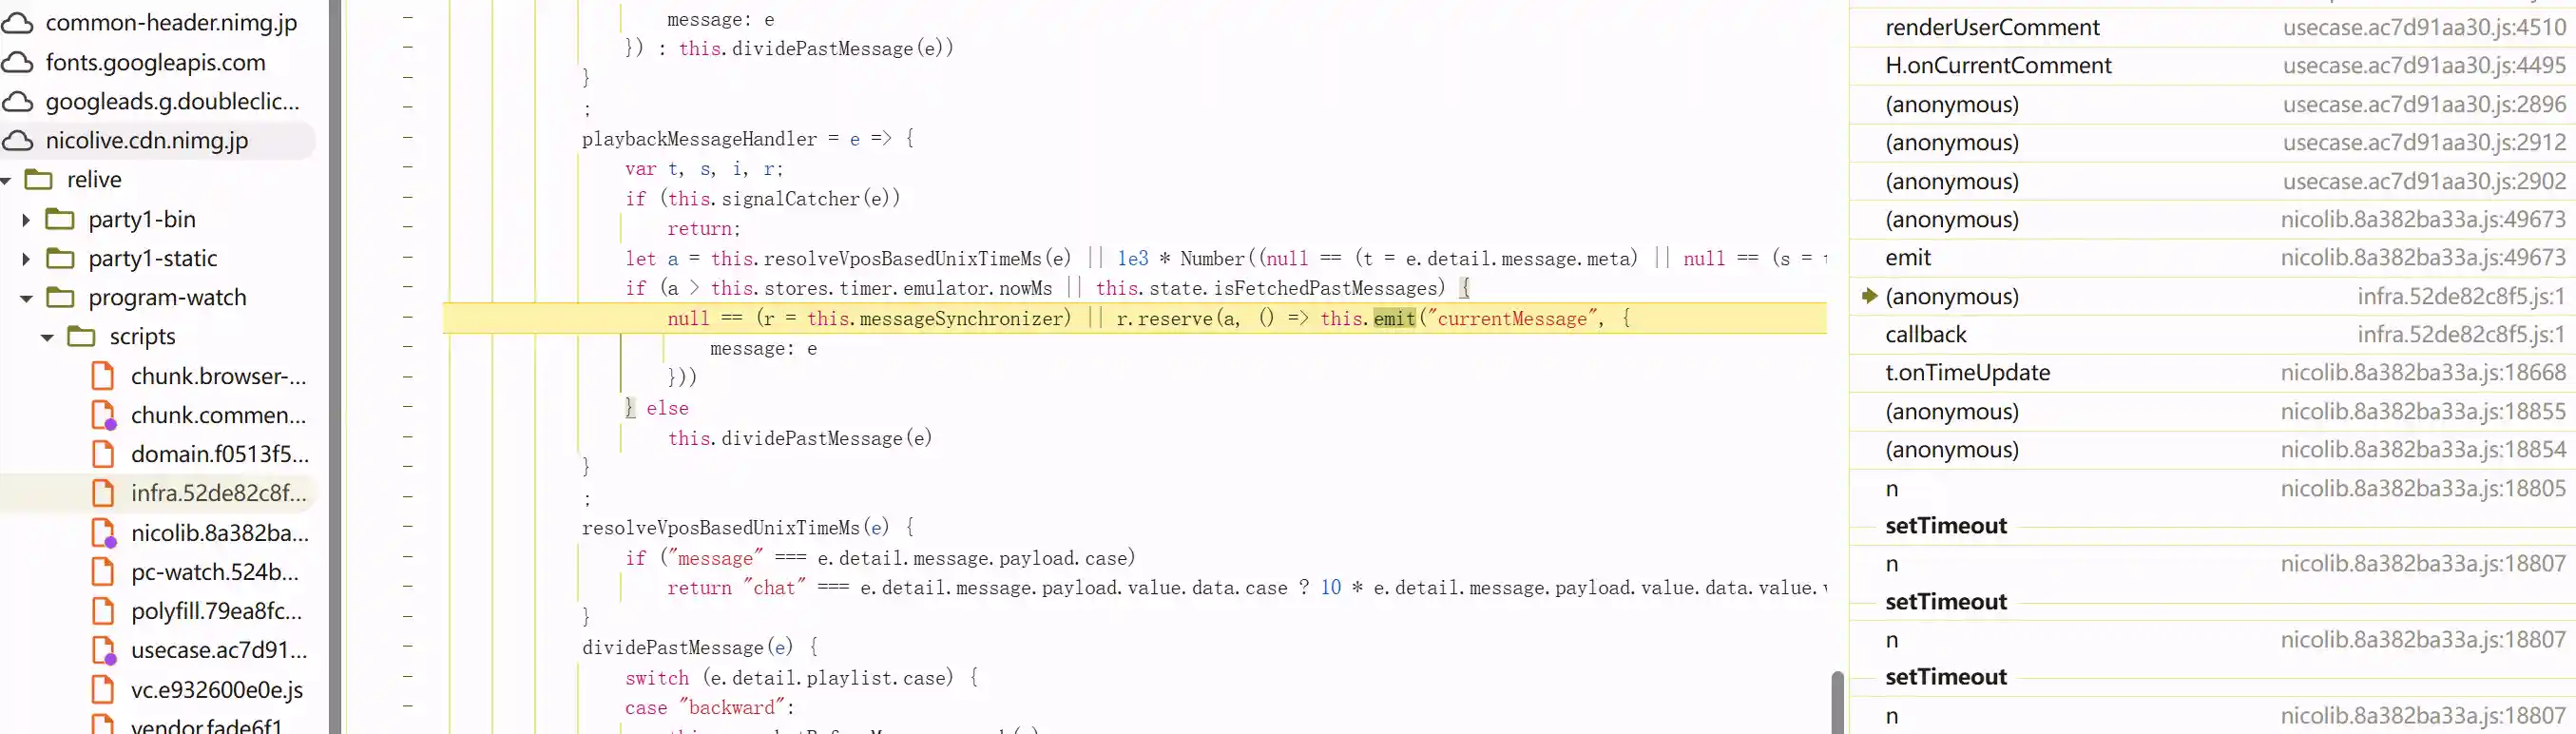 common-header.nimg.jp
fonts.googleapis.com
googleads.g.doubleclic...
nicolive.cdn.nimg.jp
relive
party1-bin
party1-static
program-watch
scripts
chunk.browser-...
chunk.commen...
domain.f0513f5...
infra.52de82c8f...
nicolib.8a382ba...
pc-watch.524b...
polyfill.79ea8fc...
usecase.ac7d91...
vc.e932600e0e.js
vendor.fade6f1
message: e
}) : this.dividePastMessage(e))
}
;
playbackMessageHandler = e => {
var t, s, i, r;
if (this.signalCatcher(e))
return;
let a = this.resolveVposBasedUnixTimeMs(e) || 1e3 * Number((null == (t = e.detail.message.meta) || null == (s = t
if (a > this.stores.timer.emulator.nowMs || this.state.isFetchedPastMessages) {
null == (r = this.messageSynchronizer) || r.reserve(a, () => this.emit("currentMessage", {
message: e
}))
} else
this.dividePastMessage(e)
}
;
resolveVposBasedUnixTimeMs(e) {
if ("message" === e.detail.message.payload.case)
return "chat" === e.detail.message.payload.value.data.case ? 10 * e.detail.message.payload.value.data.value.v
}
dividePastMessage(e) {
switch (e.detail.playlist.case) {
case "backward":
renderUserComment usecase.ac7d91aa30.js:4510
H.onCurrentComment usecase.ac7d91aa30.js:4495
(anonymous) usecase.ac7d91aa30.js:2896
(anonymous) usecase.ac7d91aa30.js:2912
(anonymous) usecase.ac7d91aa30.js:2902
(anonymous) nicolib.8a382ba33a.js:49673
emit nicolib.8a382ba33a.js:49673
(anonymous) infra.52de82c8f5.js:1
callback infra.52de82c8f5.js:1
t.onTimeUpdate nicolib.8a382ba33a.js:18668
(anonymous) nicolib.8a382ba33a.js:18855
(anonymous) nicolib.8a382ba33a.js:18854
n nicolib.8a382ba33a.js:18805
setTimeout
n nicolib.8a382ba33a.js:18807
setTimeout
n nicolib.8a382ba33a.js:18807
setTimeout
n nicolib.8a382ba33a.js:18807